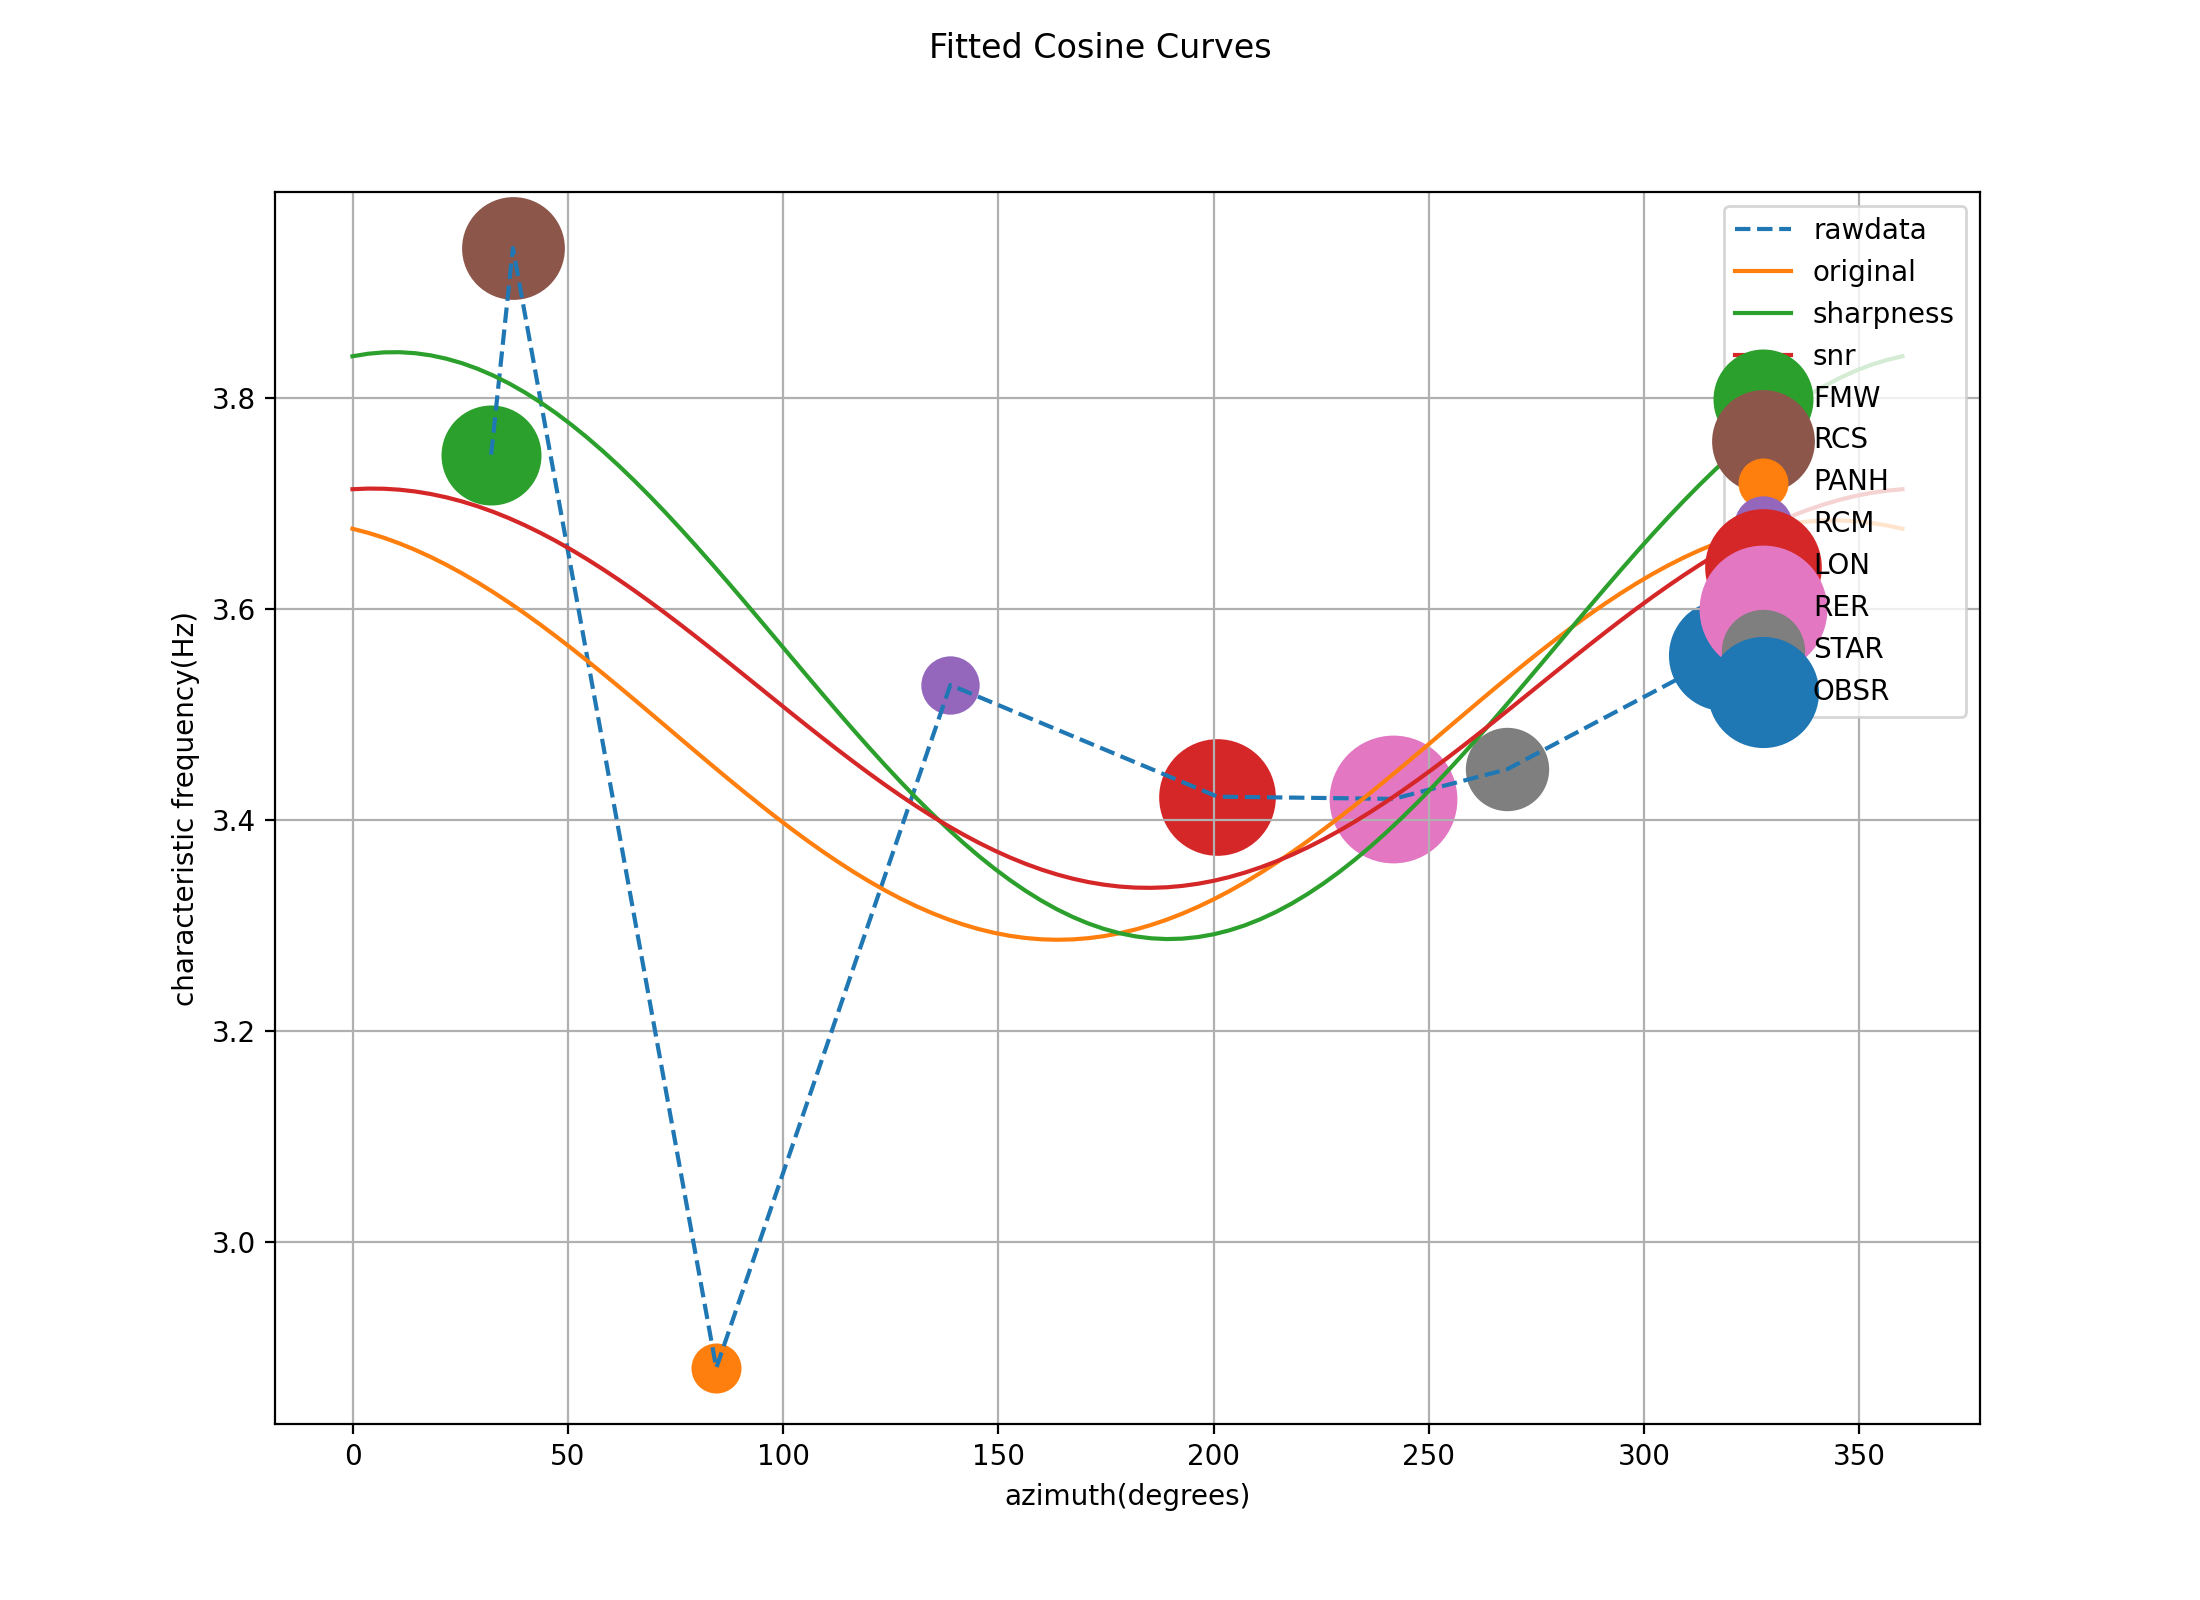 Fitted Cosine Curves
rawdata
original
sharpness
snr
FMW
RCS
PANH
RCM
LON
RER
STAR
OBSR
characteristic frequency(Hz)
3.8
3.6
3.4
3.2
3.0
0 50 100 150 200 250 300 350
azimuth(degrees)